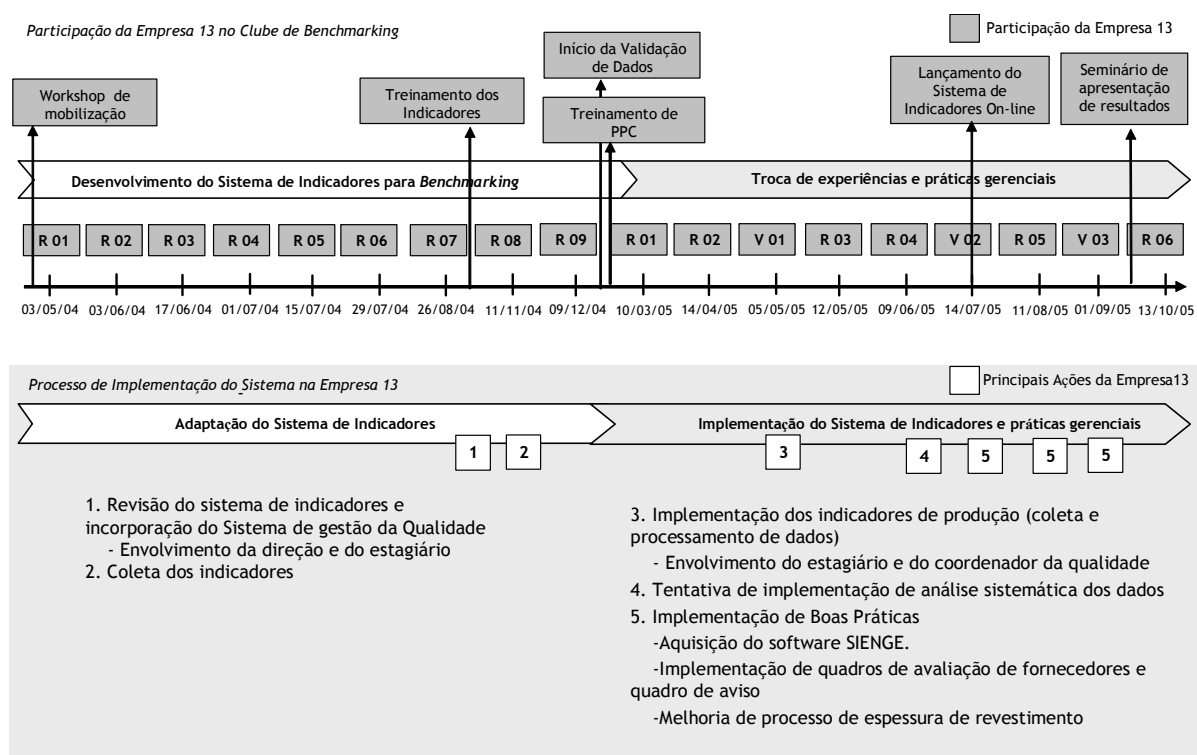 Participação da Empresa 13 no Clube de Benchmarking
Participação da Empresa 13
Workshop de
mobilização
Treinamento dos
Indicadores
Início da Validação
de Dados
Treinamento de
PPC
Lançamento do
Sistema de
Indicadores On-line
Seminário de
apresentação
de resultados
Desenvolvimento do Sistema de Indicadores para Benchmarking
Troca de experiências e práticas gerenciais
R 01 R 02 R 03 R 04 R 05 R 06 R 07 R 08 R 09 R 01 R 02 V 01 R 03 R 04 V 02 R 05 V 03 R 06
03/05/04 03/06/04 17/06/04 01/07/04 15/07/04 29/07/04 26/08/04 11/11/04 09/12/04 10/03/05 14/04/05 05/05/05 12/05/05 09/06/05 14/07/05 11/08/05 01/09/05 13/10/05
Processo de Implementação do Sistema na Empresa 13
Principais Ações da Empresa13
Adaptação do Sistema de Indicadores
Implementação do Sistema de Indicadores e práticas gerenciais
1 2 3 4 5 5 5
1. Revisão do sistema de indicadores e
incorporação do Sistema de gestão da Qualidade
- Envolvimento da direção e do estagiário
2. Coleta dos indicadores
3. Implementação dos indicadores de produção (coleta e
processamento de dados)
- Envolvimento do estagiário e do coordenador da qualidade
4. Tentativa de implementação de análise sistemática dos dados
5. Implementação de Boas Práticas
-Aquisição do software SIENGE.
-Implementação de quadros de avaliação de fornecedores e
quadro de aviso
-Melhoria de processo de espessura de revestimento